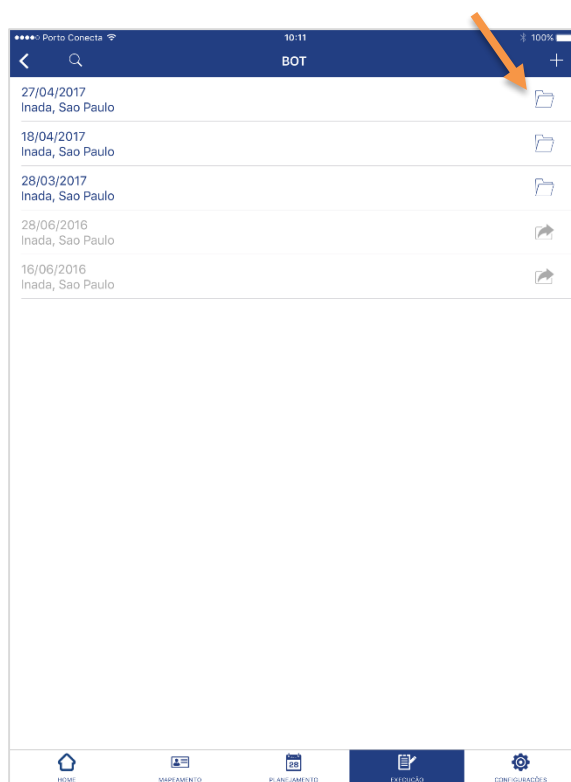 Porto Conecta
10:11
100%
BOT
27/04/2017
Inada, Sao Paulo
18/04/2017
Inada, Sao Paulo
28/03/2017
Inada, Sao Paulo
28/06/2016
Inada, Sao Paulo
16/06/2016
Inada, Sao Paulo
28
HOME
MAPEAMENTO
PLANEJAMENTO
EXECUÇÃO
CONFIGURAÇÕES